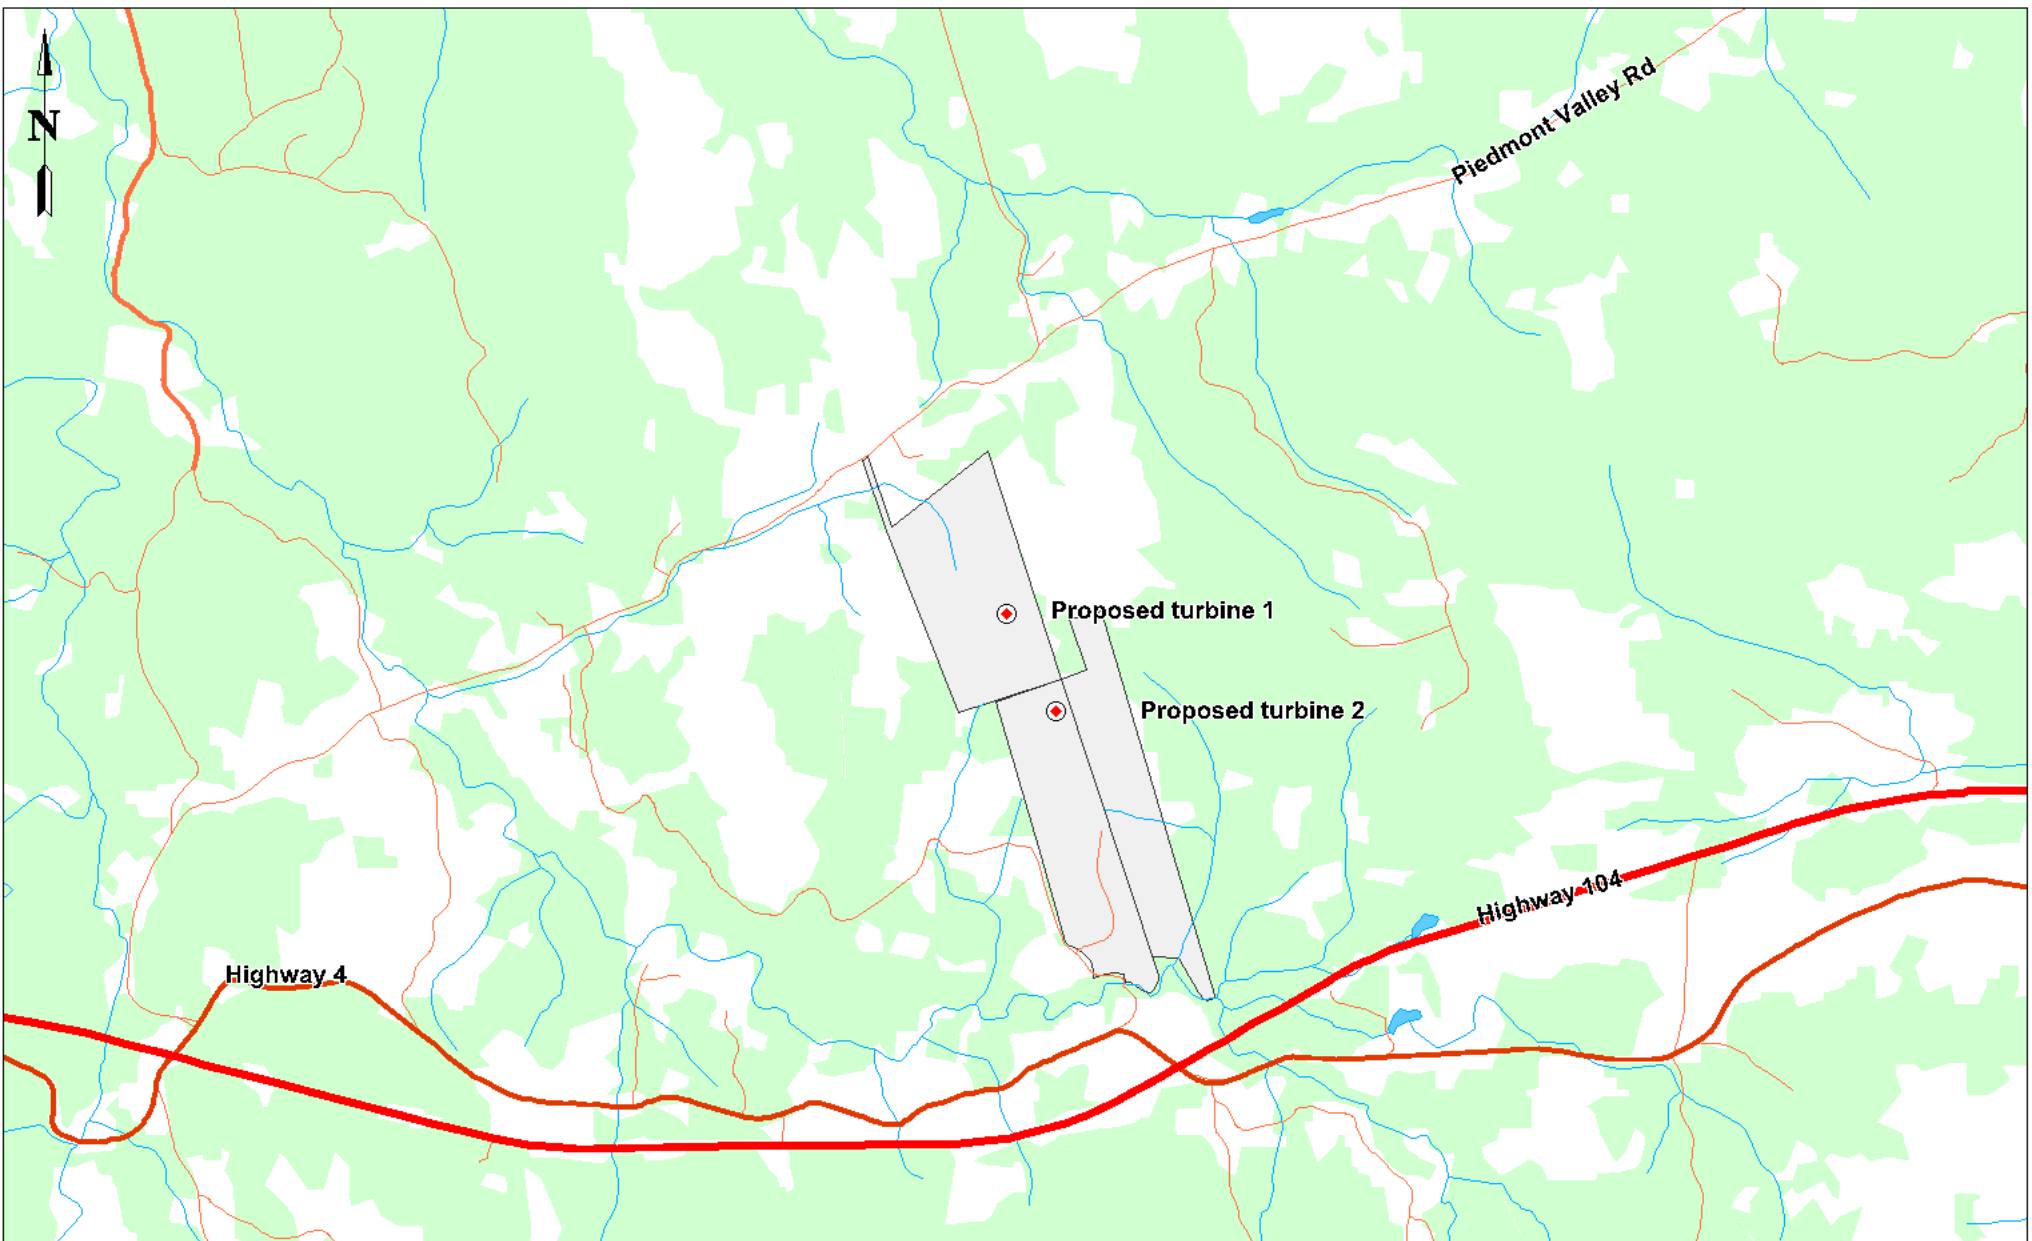 N
Piedmont Valley Rd
Proposed turbine 1
Proposed turbine 2
Highway 104
Highway 4